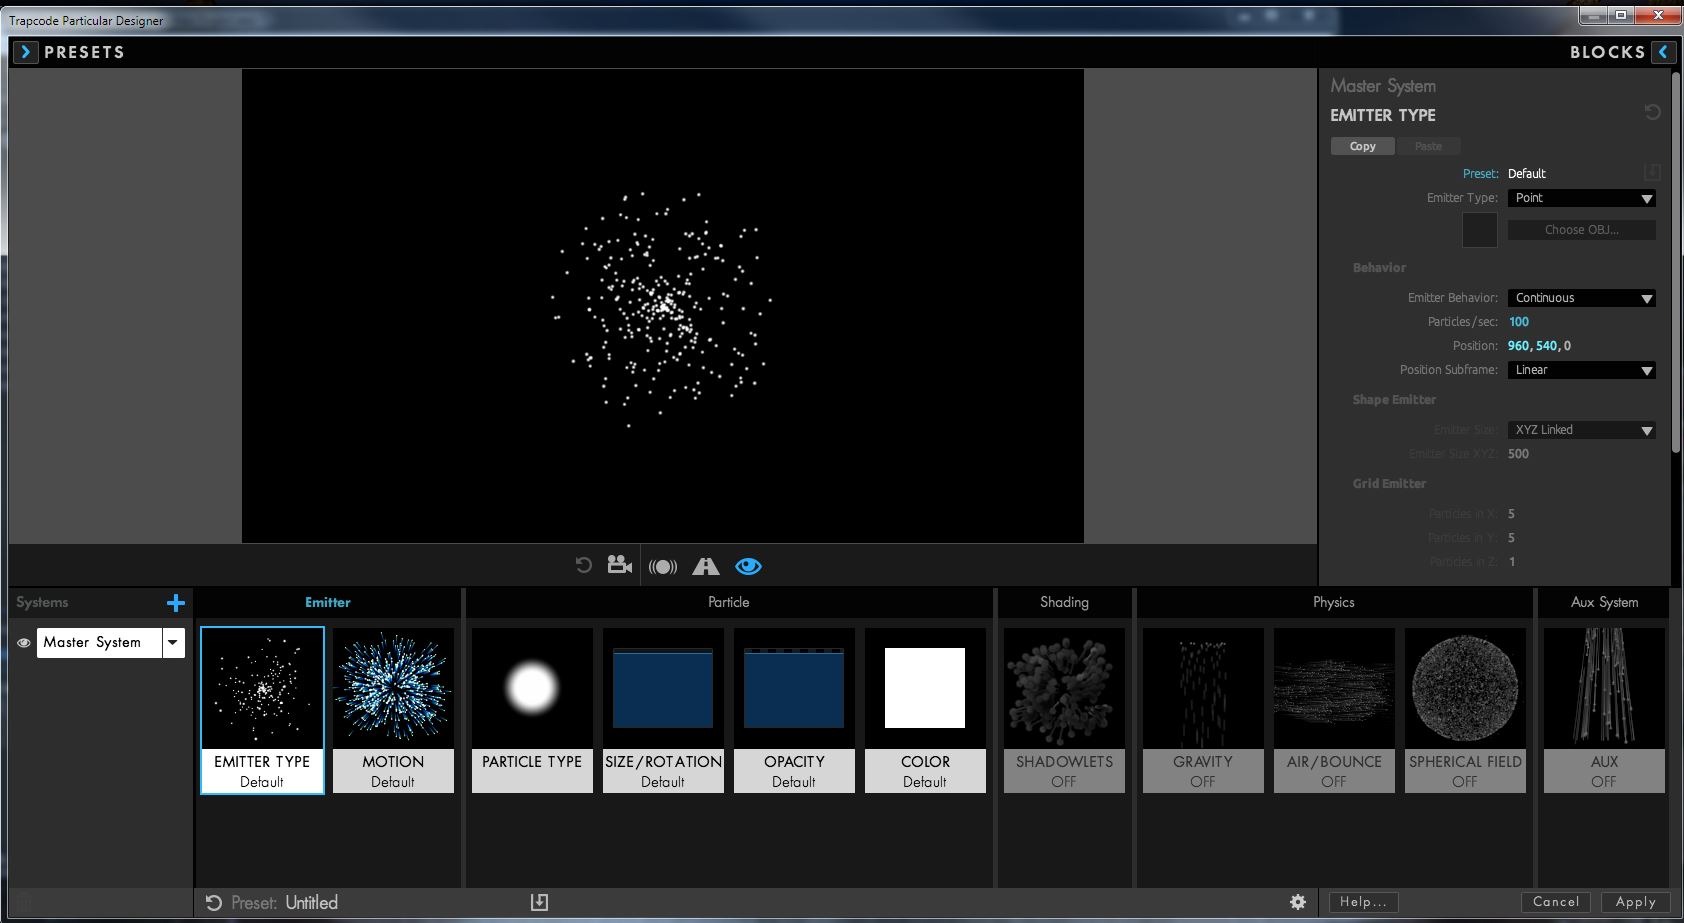 Trapcode Particular Designer
PRESETS
BLOCKS
Master System
EMITTER TYPE
Copy Paste
Preset: Default
Emitter Type: Point
Choose OBJ...
Behavior
Emitter Behavior: Continuous
Particles/sec: 100
Position: 960, 540, 0
Position Subframe: Linear
Shape Emitter
Emitter Size: XYZ Linked
Emitter Size XYZ: 500
Grid Emitter
Particles in X: 5
Particles in Y: 5
Particles in Z: 1
Systems
Emitter
Particle
Shading
Physics
Aux System
Master System
EMITTER TYPE
Default
MOTION
Default
PARTICLE TYPE
SIZE/ROTATION
Default
OPACITY
Default
COLOR
Default
SHADOWLETS
OFF
GRAVITY
OFF
AIR/BOUNCE
OFF
SPHERICAL FIELD
OFF
AUX
OFF
Preset: Untitled
Help...
Cancel
Apply